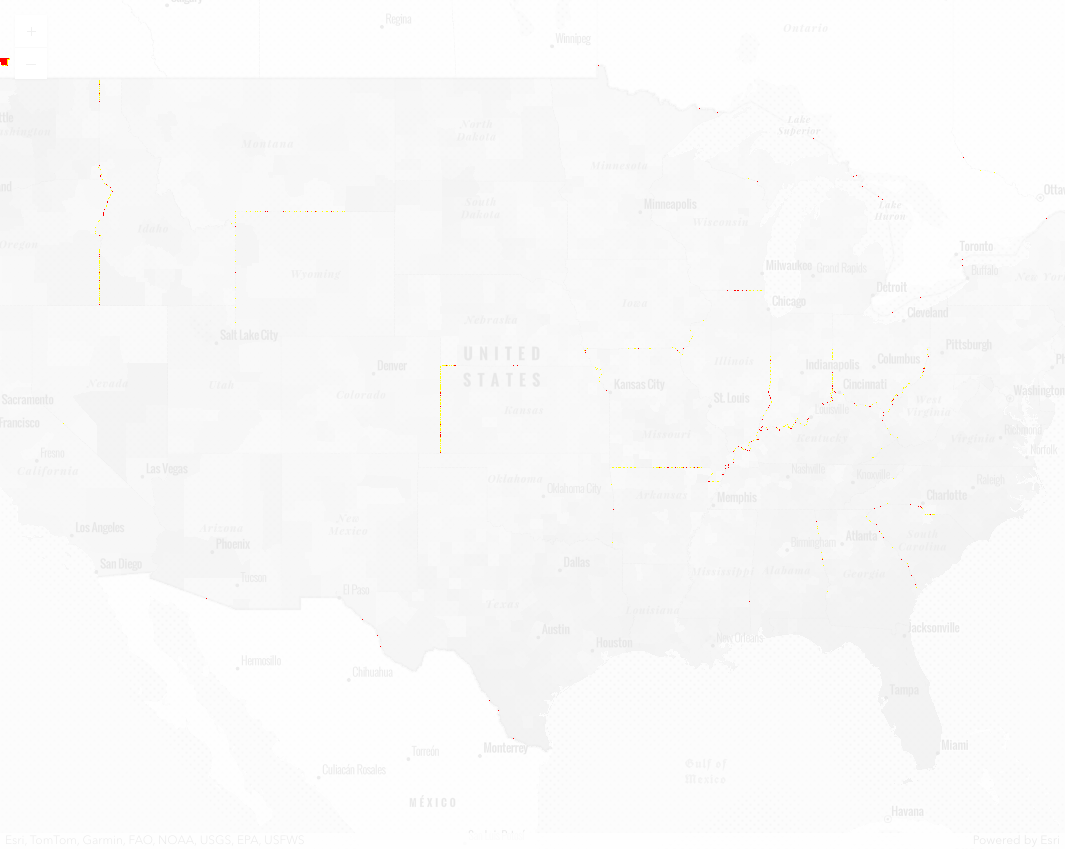 Regina
Winnipeg
Ontario
Lake
Superior
North
Dakota
Montana
Minnesota
Ottaw
South
Dakota
Minneapolis
Wisconsin
Lake
Huron
Idaho
Oregon
Toronto
Buffalo
New York
Wyoming
Milwaukee
Grand Rapids
Detroit
Chicago
Cleveland
Iowa
Nebraska
Salt Lake City
UNITED
STATES
Denver
Illinois
Indianapolis
Columbus
Pittsburgh
Nevada
Utah
Colorado
Kansas
Kansas City
Cincinnati
St. Louis
West
Virginia
Washington
Sacramento
Francisco
Louisville
Kentucky
Missouri
Virginia
Richmond
Norfolk
Fresno
California
Las Vegas
Oklahoma
Oklahoma City
Nashville
Knoxville
Raleigh
Charlotte
Arkansas
Memphis
Los Angeles
Arizona
New
Mexico
Phoenix
Birmingham
Atlanta
South
Carolina
San Diego
Tucson
Dallas
Mississippi
Alabama
Georgia
El Paso
Texas
Louisiana
Austin
Houston
New Orleans
Jacksonville
Hermosillo
Chihuahua
Tampa
Torreón
Monterrey
Miami
Culiacán Rosales
Gulf of
Mexico
MÉXICO
Havana
Esri, TomTom, Garmin, FAO, NOAA, USGS, EPA, USFWS
Powered by Esri